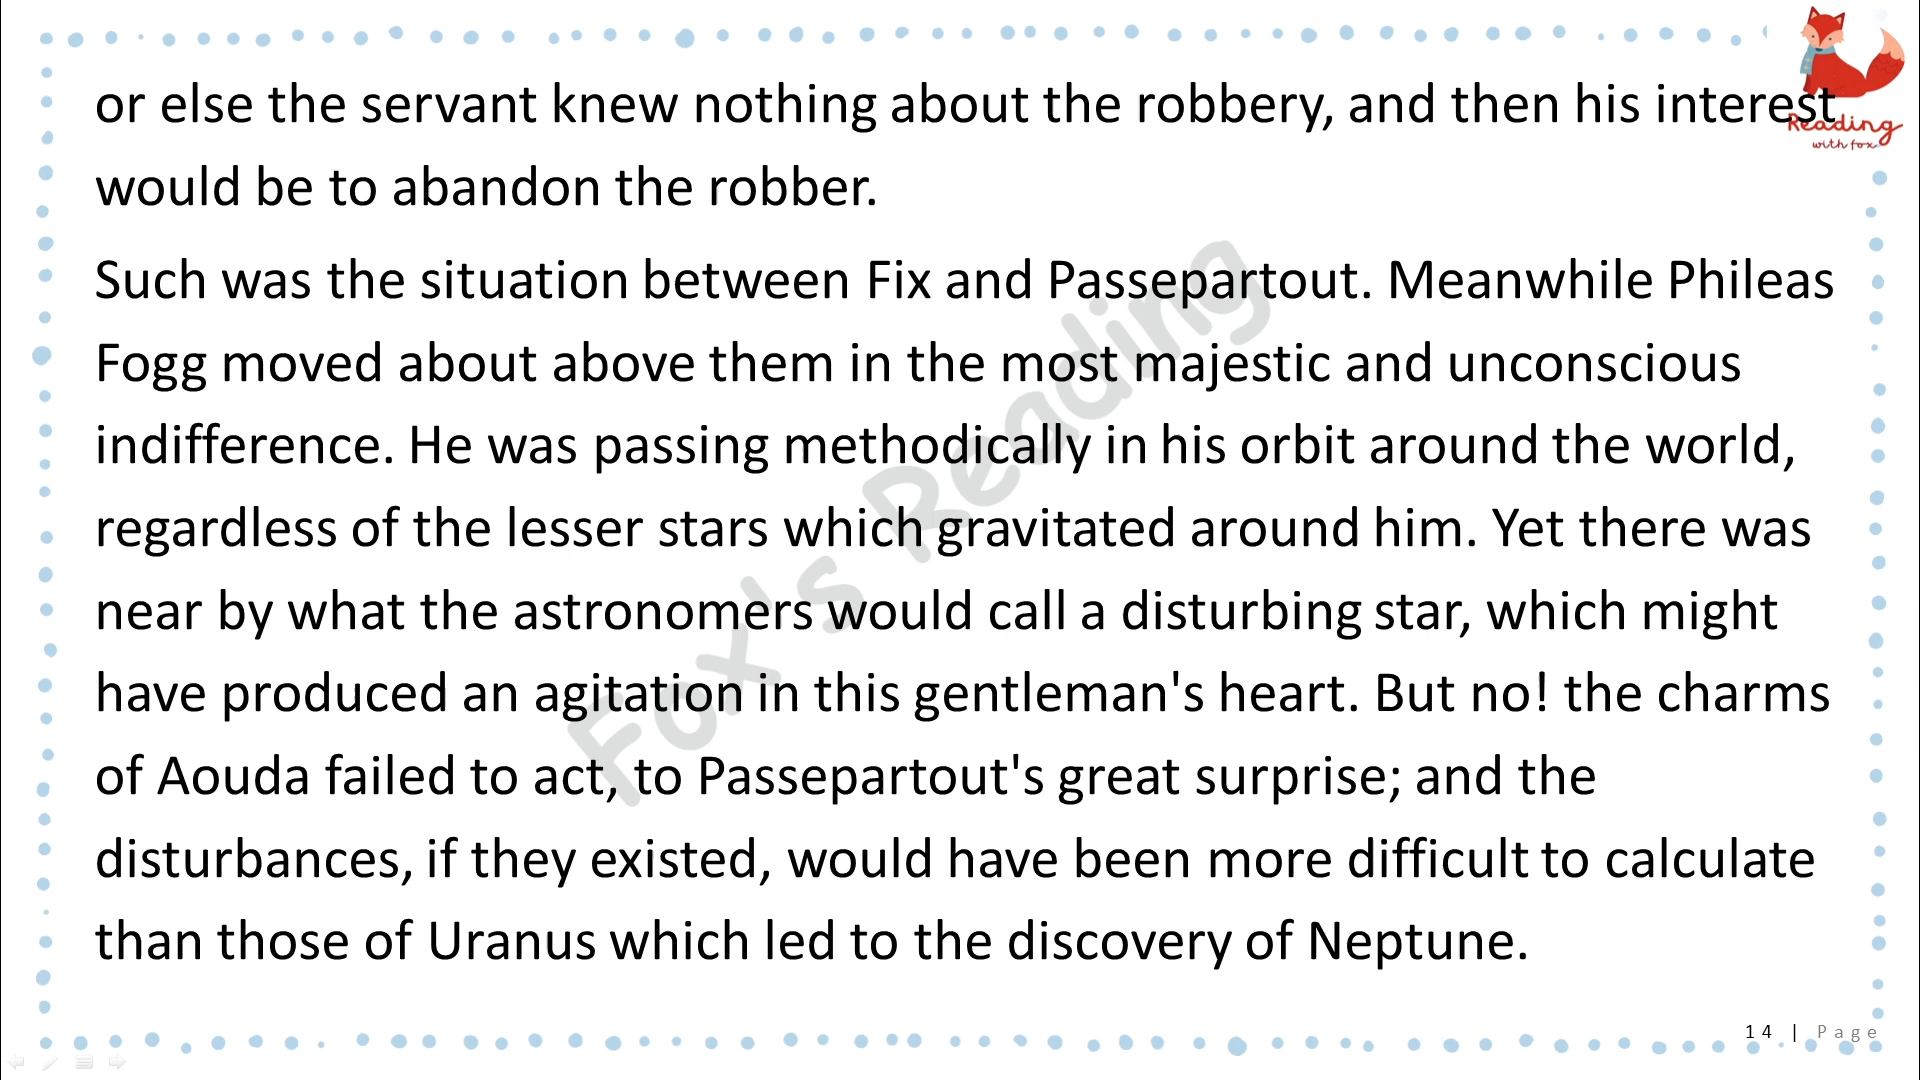 or else the servant knew nothing about the robbery, and then his interest
would be to abandon the robber.
Such was the situation between Fix and Passepartout. Meanwhile Phileas
Fogg moved about above them in the most majestic and unconscious
indifference. He was passing methodically in his orbit around the world,
regardless of the lesser stars which gravitated around him. Yet there was
near by what the astronomers would call a disturbing star, which might
have produced an agitation in this gentleman's heart. But no! the charms
of Aouda failed to act, to Passepartout's great surprise; and the
disturbances, if they existed, would have been more difficult to calculate
than those of Uranus which led to the discovery of Neptune.
Reading
with fox
Fox's Reading
14 | Page